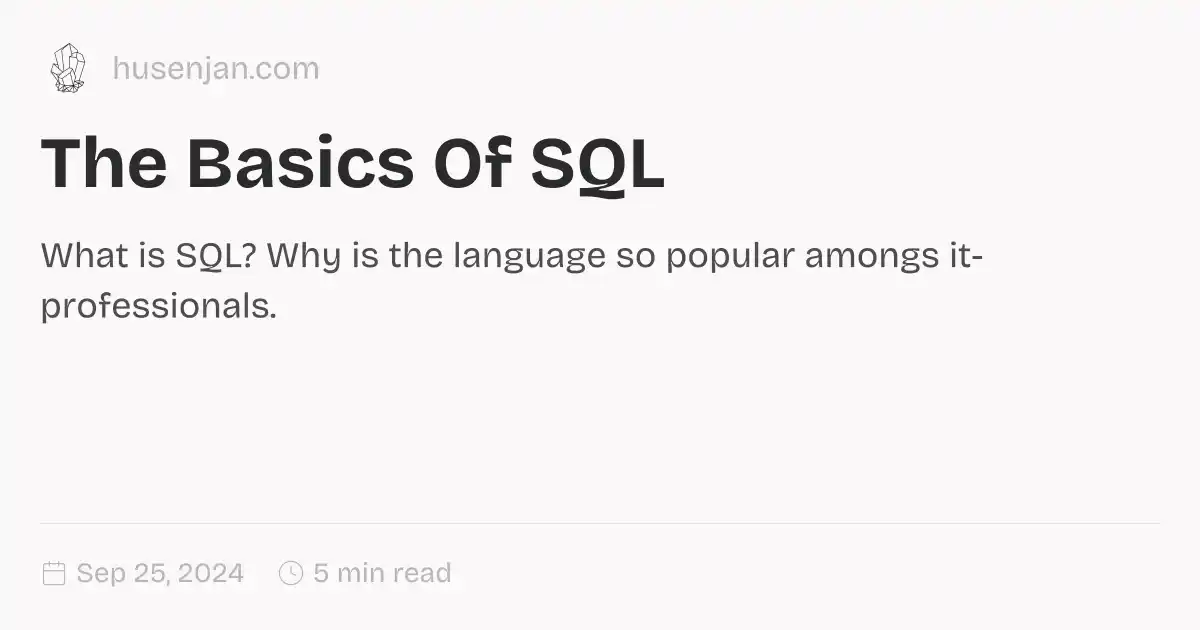 husenjan.com
The Basics Of SQL
What is SQL? Why is the language so popular amongs it-
professionals.
Sep 25, 2024 5 min read